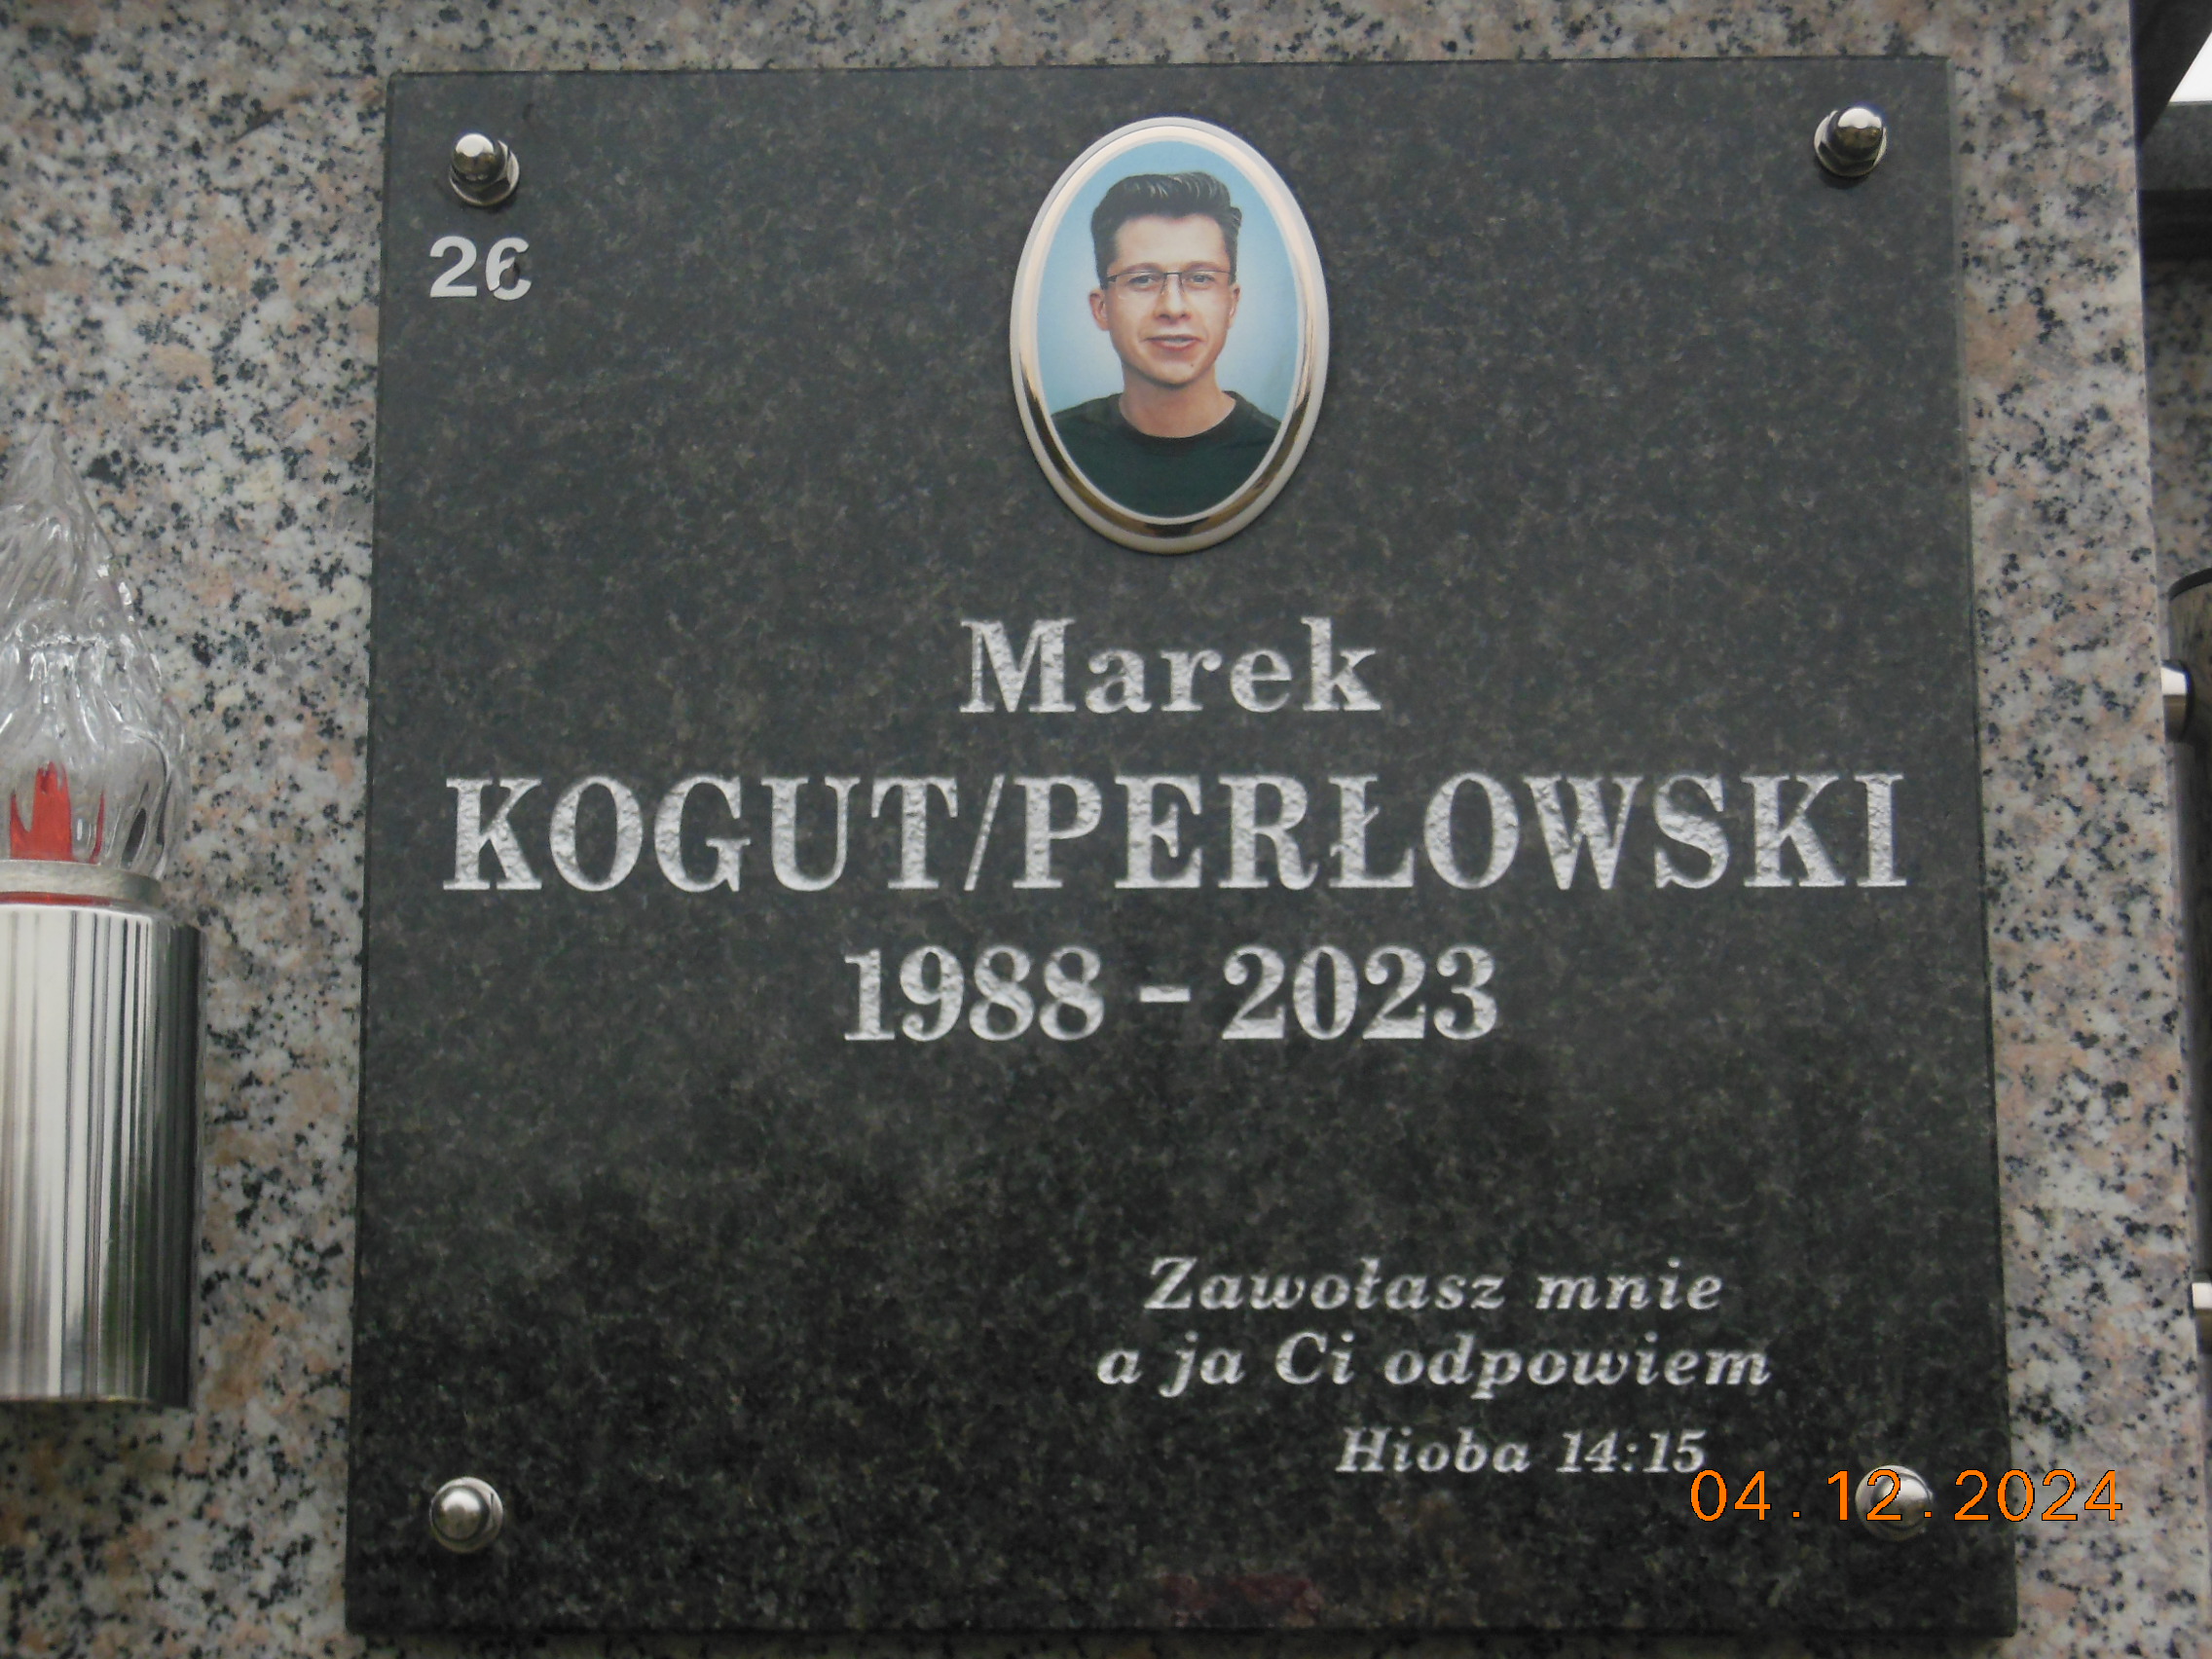 26
Marek
KOGUT/PERŁOWSKI
1988 - 2023
Zawołasz mnie
a ja Ci odpowiem
Hioba 14:15
04.12.2024